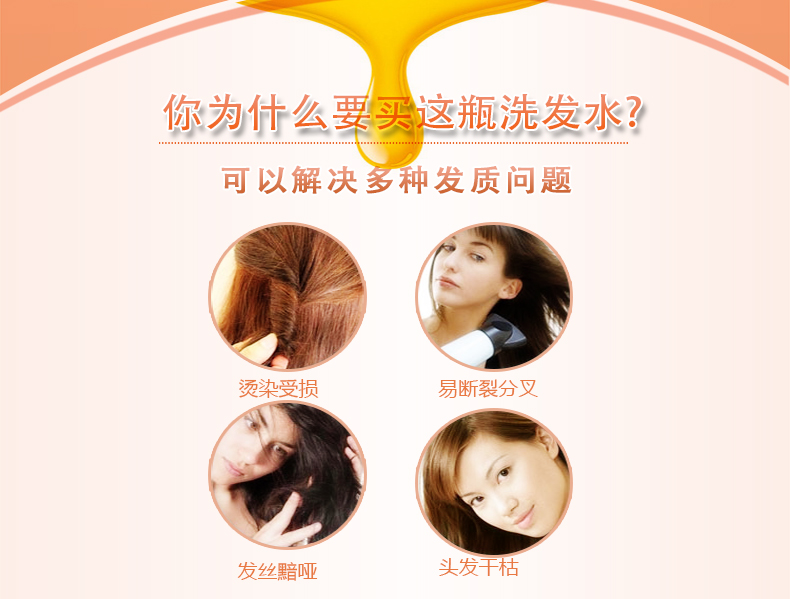 你为什么要买这瓶洗发水?
可以解决多种发质问题
烫染受损
易断裂分叉
发丝黯哑
头发干枯